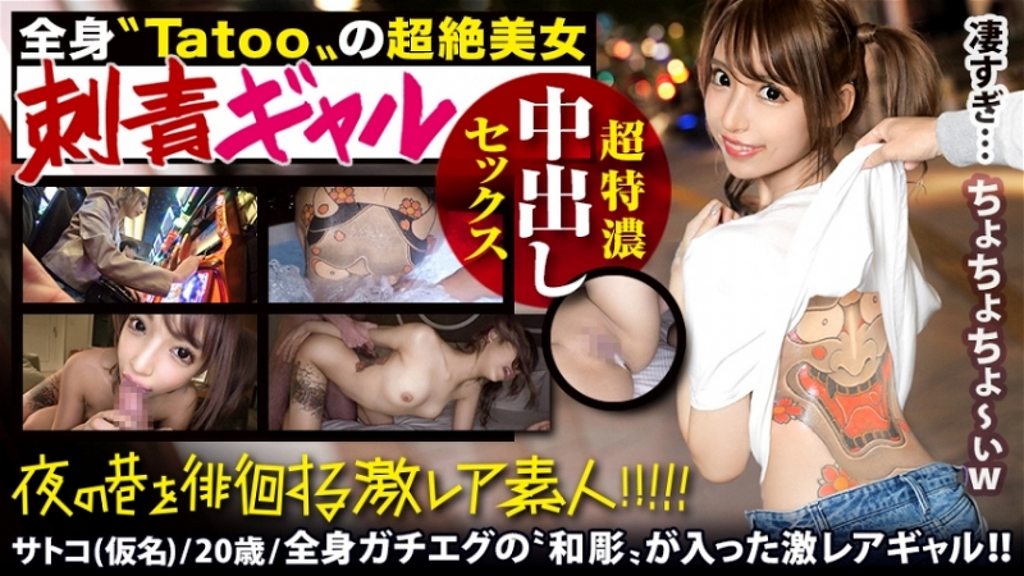 全身〝Tatoo〟の超絶美女
刺青ギャル
超特濃
中出し
セックス
凄すぎ…
ちょちょちょちょ～いw
夜の巷を徘徊する激レア素人!!!!!
サトコ(仮名)/20歳/全身ガチエグの〝和彫〟が入った激レアギャル!!